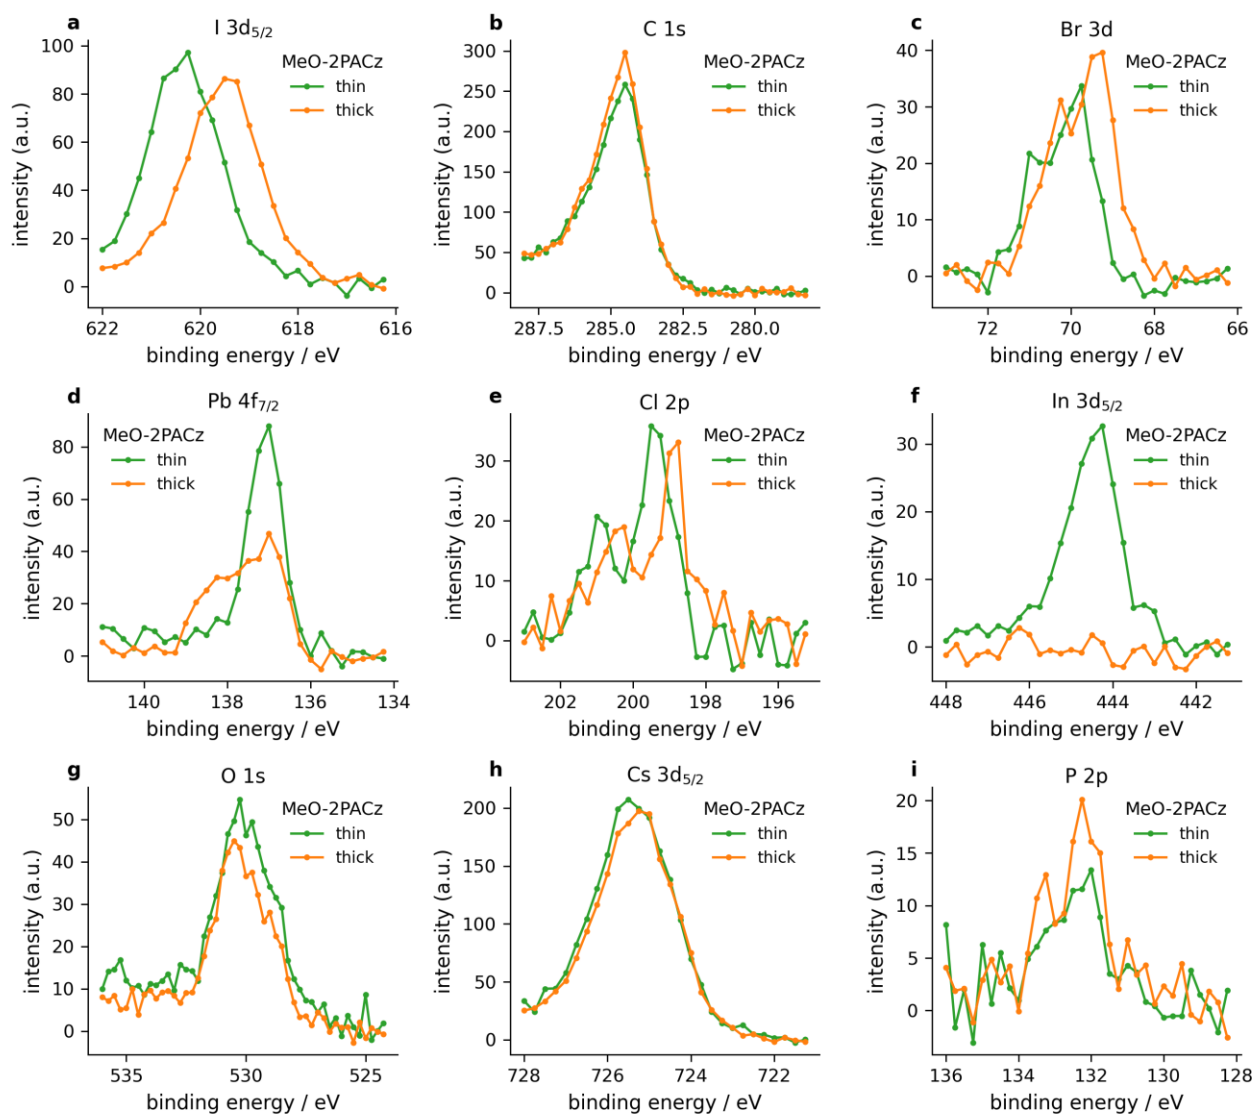 a
I 3d5/2
MeO-2PACz
thin
thick
intensity (a.u.)
100
80
60
40
20
0
622 620 618 616
binding energy / eV
b
C 1s
MeO-2PACz
thin
thick
intensity (a.u.)
300
250
200
150
100
50
0
287.5 285.0 282.5 280.0
binding energy / eV
c
Br 3d
MeO-2PACz
thin
thick
intensity (a.u.)
40
30
20
10
0
72 70 68 66
binding energy / eV
d
Pb 4f7/2
MeO-2PACz
thin
thick
intensity (a.u.)
80
60
40
20
0
140 138 136 134
binding energy / eV
e
Cl 2p
MeO-2PACz
thin
thick
intensity (a.u.)
30
20
10
0
202 200 198 196
binding energy / eV
f
In 3d5/2
MeO-2PACz
thin
thick
intensity (a.u.)
30
20
10
0
448 446 444 442
binding energy / eV
g
O 1s
MeO-2PACz
thin
thick
intensity (a.u.)
50
40
30
20
10
0
535 530 525
binding energy / eV
h
Cs 3d5/2
MeO-2PACz
thin
thick
intensity (a.u.)
200
150
100
50
0
728 726 724 722
binding energy / eV
i
P 2p
MeO-2PACz
thin
thick
intensity (a.u.)
20
15
10
5
0
136 134 132 130 128
binding energy / eV